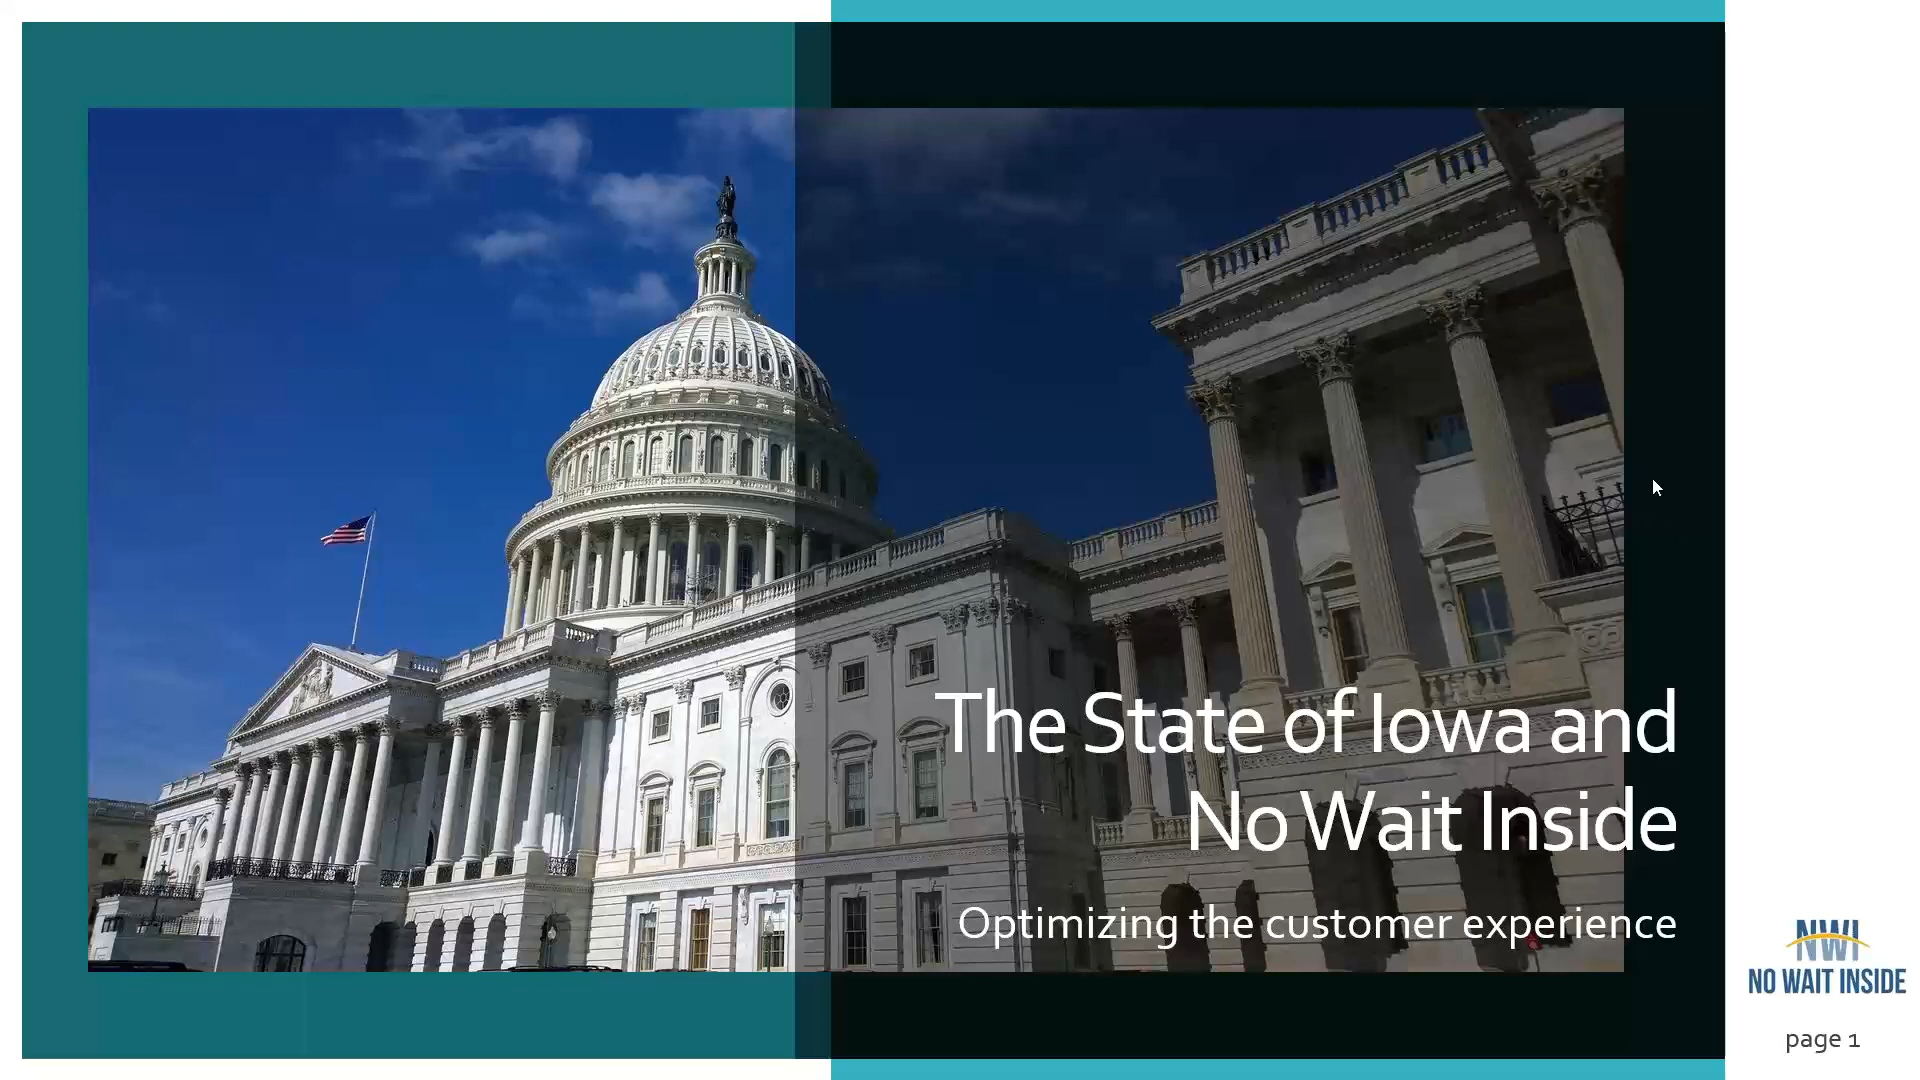 The State of Iowa and
No Wait Inside
Optimizing the customer experience
NWI
NO WAIT INSIDE
page 1